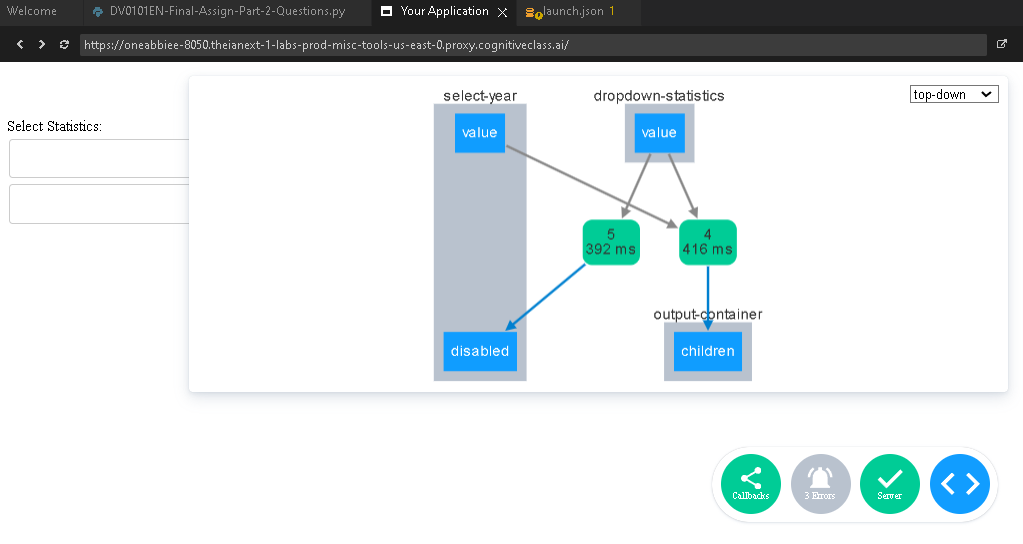 Welcome
DV0101EN-Final-Assign-Part-2-Questions.py
Your Application
launch.json 1
https://oneabbiee-8050.theianext-1-labs-prod-misc-tools-us-east-0.proxy.cognitiveclass.ai/
select-year
dropdown-statistics
top-down
Select Statistics:
value
value
5
392 ms
4
416 ms
output-container
disabled
children
Callbacks
3 Errors
Server